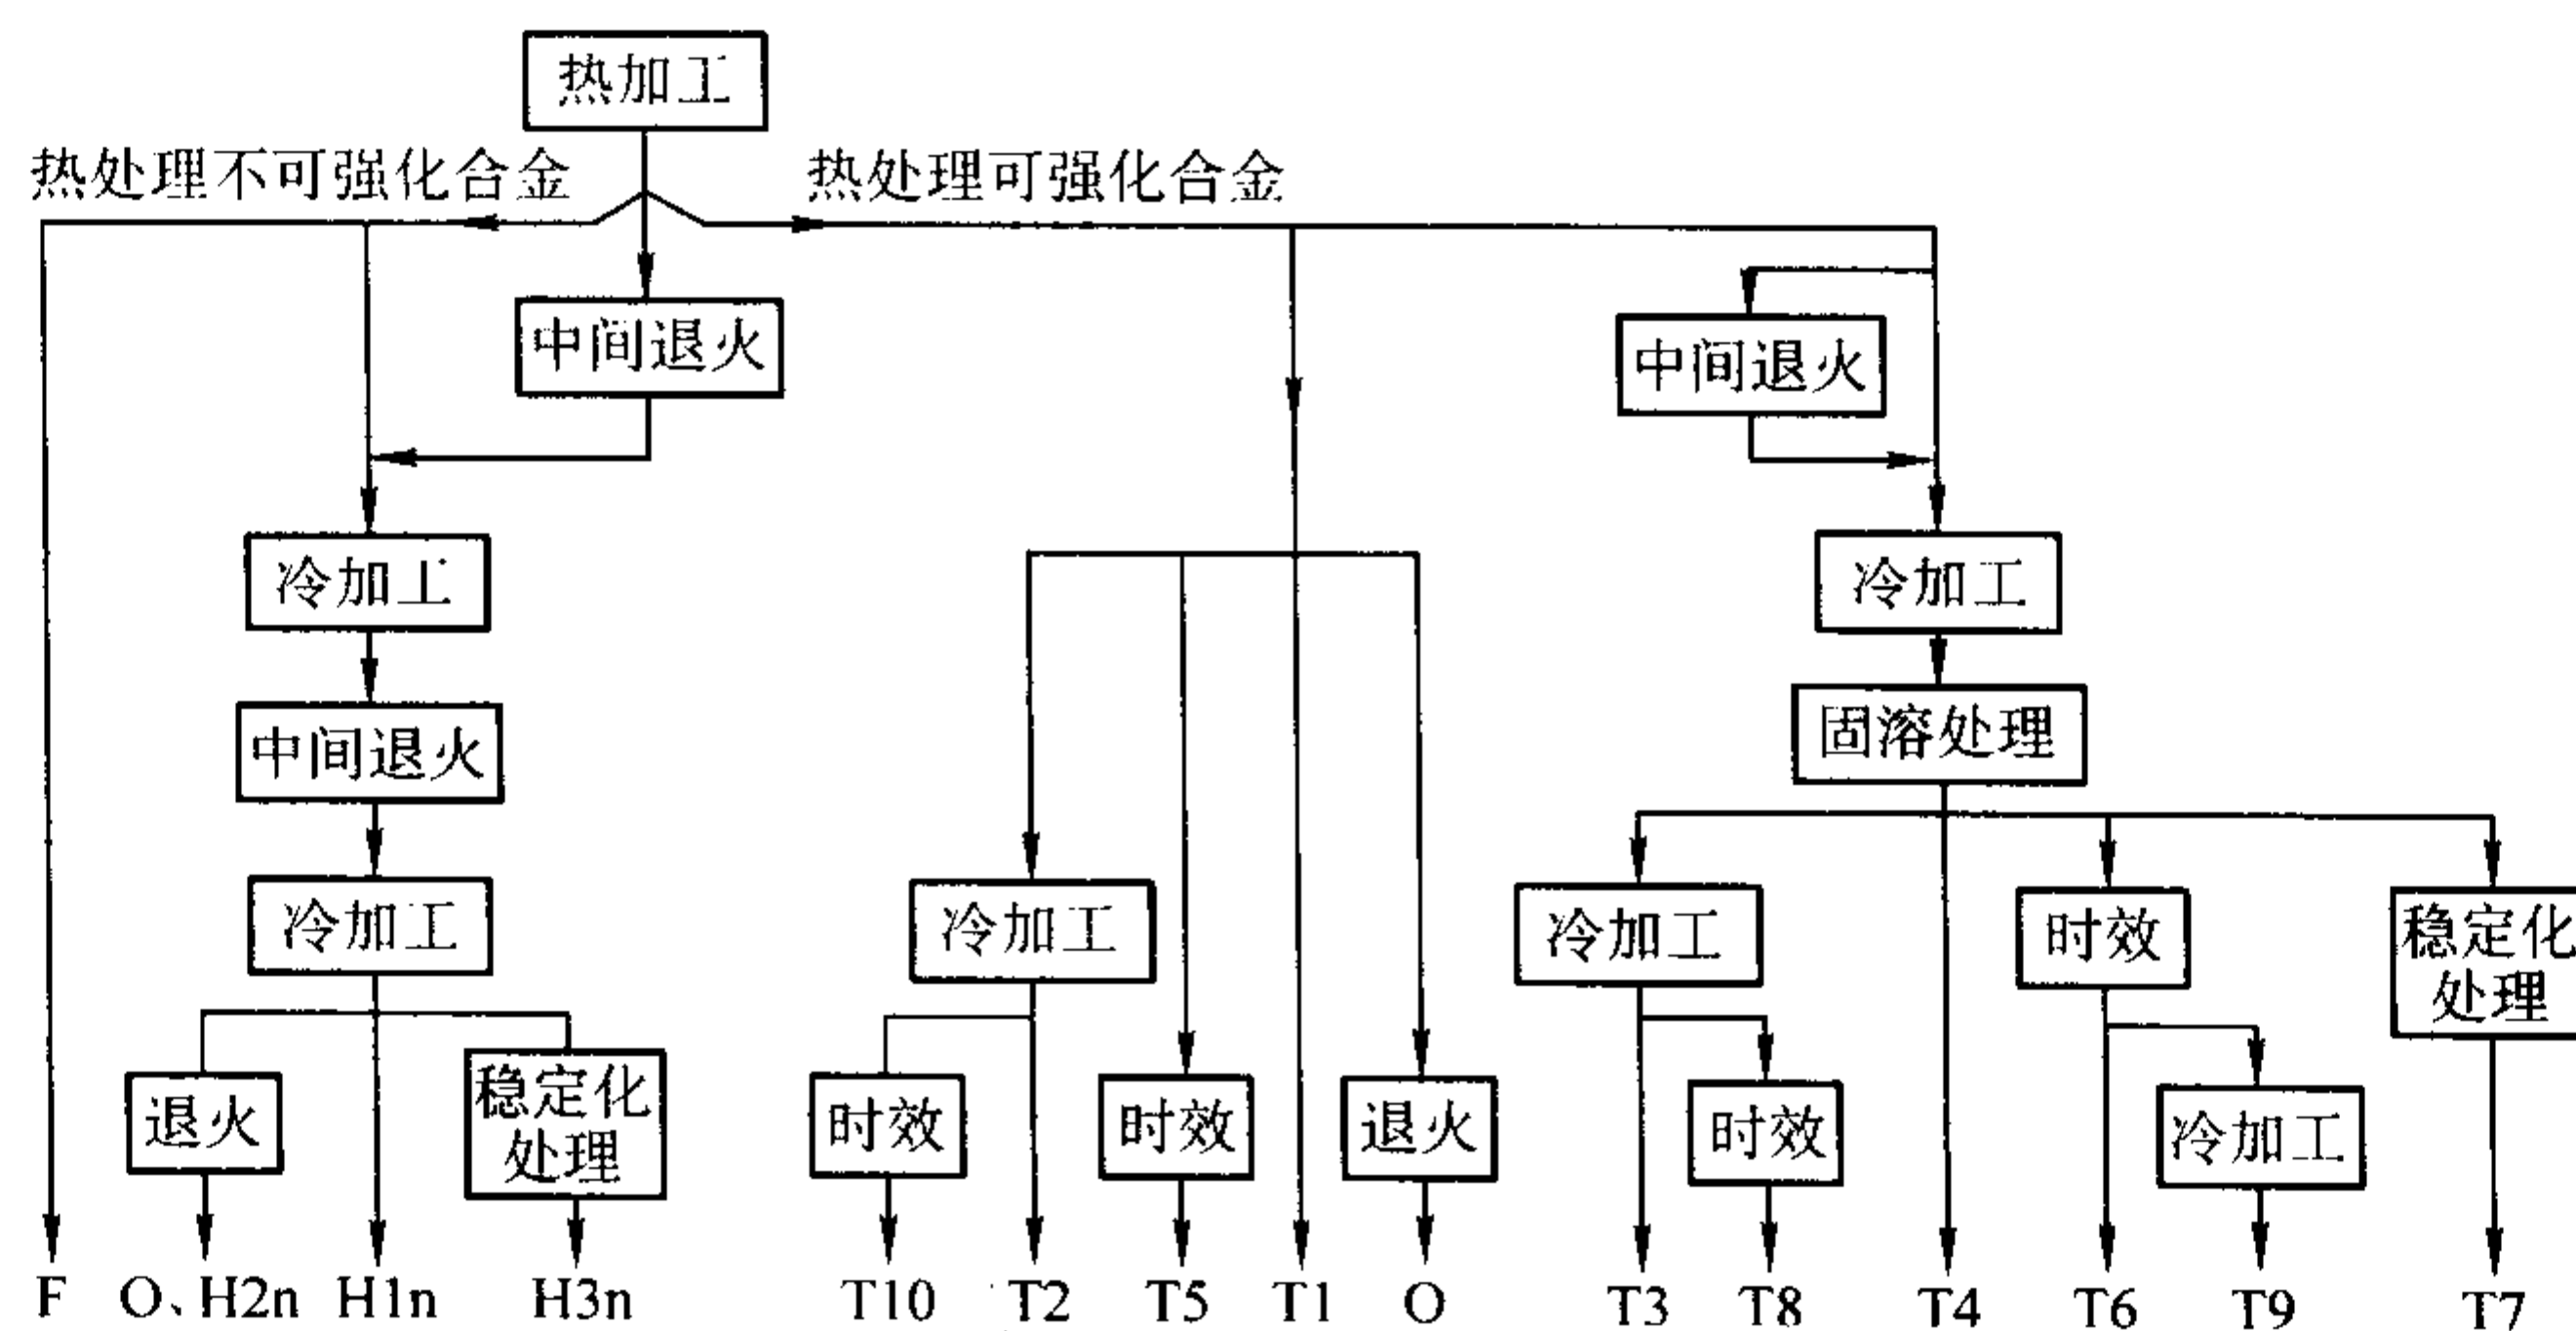 热加工
热处理不可强化合金
热处理可强化合金
中间退火
中间退火
冷加工
冷加工
中间退火
固溶处理
冷加工
冷加工
冷加工
时效
稳定化
处理
退火
稳定化
处理
时效
时效
退火
时效
冷加工
F O、H2n H1n H3n T10 T2 T5 T1 O T3 T8 T4 T6 T9 T7